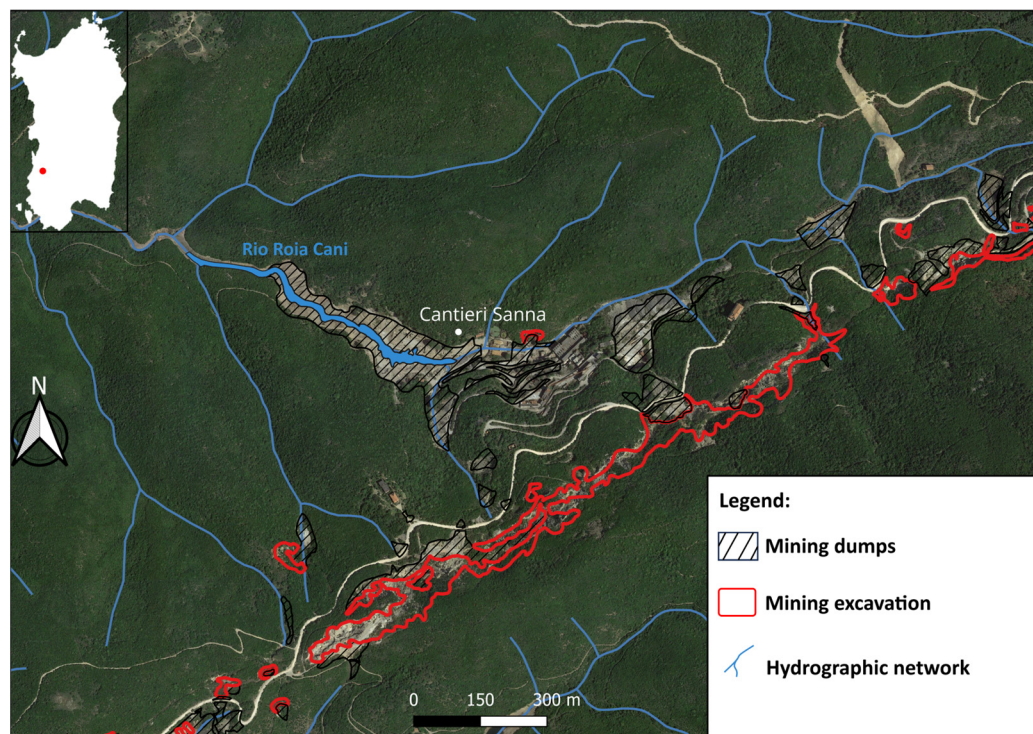 Rio Roia Cani
Cantieri Sanna
N
Legend:
Mining dumps
Mining excavation
Hydrographic network
0 150 300 m